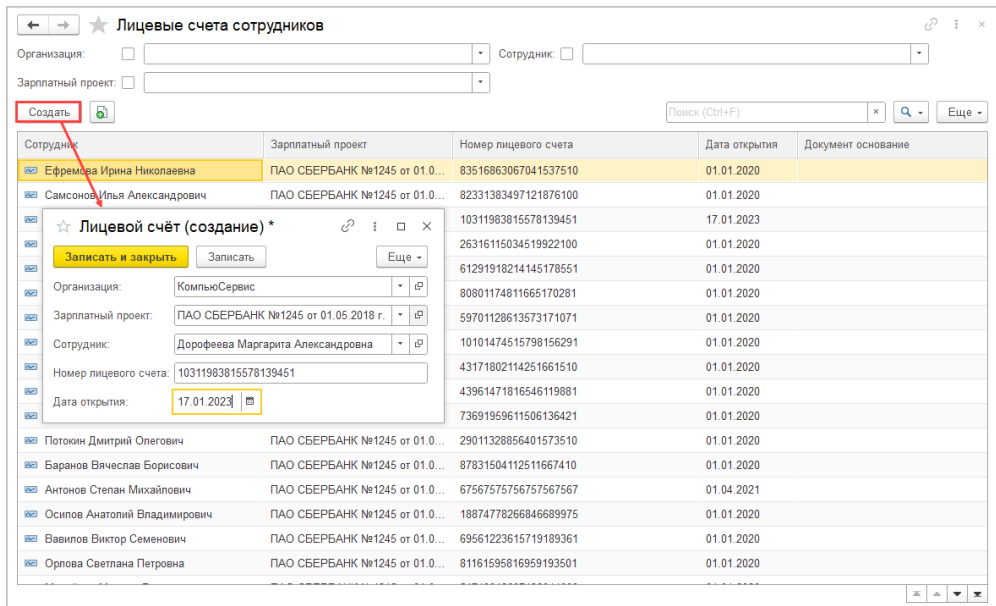 Лицевые счета сотрудников
Организация: Сотрудник:
Зарплатный проект:
Создать Поиск (Ctrl+F) × Еще
Сотрудник Зарплатный проект Номер лицевого счета Дата открытия Документ основание
Ефремова Ирина Николаевна ПАО СБЕРБАНК №1245 от 01.0... 83516863067041537510 01.01.2020
Самсонов Илья Александрович ПАО СБЕРБАНК №1245 от 01.0... 82331383497121876100 01.01.2020
10311983815578139451 17.01.2023
26316115034519922100 01.01.2020
61291918214145178551 01.01.2020
80801174811665170281 01.01.2020
59701128613573171071 01.01.2020
10101474515798156291 01.01.2020
43171802114251661510 01.01.2020
43961471816546119881 01.01.2020
73691959611506136421 01.01.2020
Лицевой счёт (создание) *
Записать и закрыть Записать Еще
Организация: КомпьюСервис
Зарплатный проект: ПАО СБЕРБАНК №1245 от 01.05.2018 г.
Сотрудник: Дорофеева Маргарита Александровна
Номер лицевого счета: 10311983815578139451
Дата открытия: 17.01.2023
Потокин Дмитрий Олегович ПАО СБЕРБАНК №1245 от 01.0... 29011328856401573510 01.01.2020
Баранов Вячеслав Борисович ПАО СБЕРБАНК №1245 от 01.0... 87831504112511667410 01.01.2020
Антонов Степан Михайлович ПАО СБЕРБАНК №1245 от 01.0... 67567575756757567567 01.04.2021
Осипов Анатолий Владимирович ПАО СБЕРБАНК №1245 от 01.0... 18874778266846689975 01.01.2020
Вавилов Виктор Семенович ПАО СБЕРБАНК №1245 от 01.0... 69561223615719189361 01.01.2020
Орлова Светлана Петровна ПАО СБЕРБАНК №1245 от 01.0... 81161595816959193501 01.01.2020